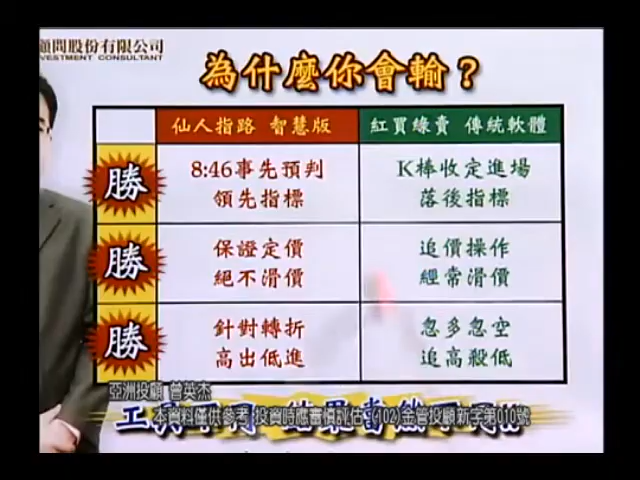 顧問股份有限公司
VESTMENT CONSULTANT
為什麼你會輸？
仙人指路 智慧版
紅買綠賣 傳統軟體
勝
8:46事先預判
領先指標
K棒收定進場
落後指標
勝
保證定價
絕不滑價
追價操作
經常滑價
勝
針對轉折
高出低進
忽多忽空
追高殺低
亞洲投顧 曾英杰
本資料僅供參考 投資時應審慎評估 (102)金管投顧新字第010號